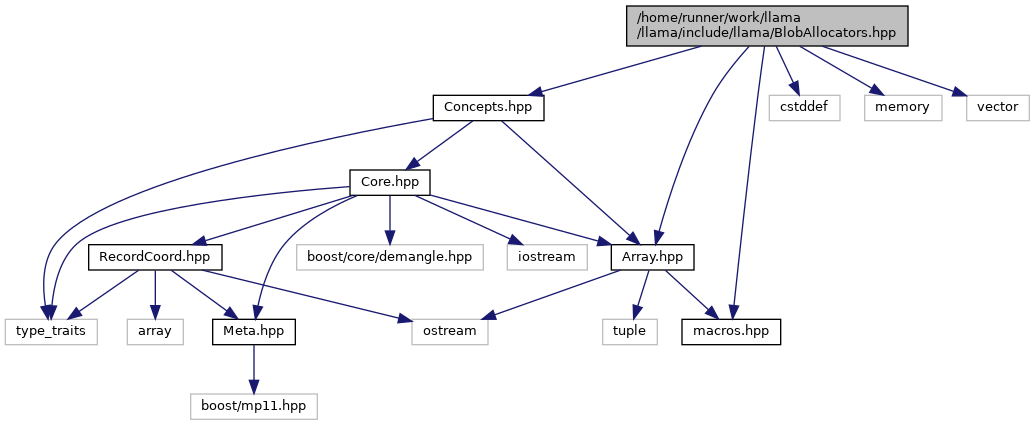 /home/runner/work/llama
/llama/include/llama/BlobAllocators.hpp
Concepts.hpp
cstddef
memory
vector
Core.hpp
RecordCoord.hpp
boost/core/demangle.hpp
iostream
Array.hpp
type_traits
array
Meta.hpp
ostream
tuple
macros.hpp
boost/mp11.hpp